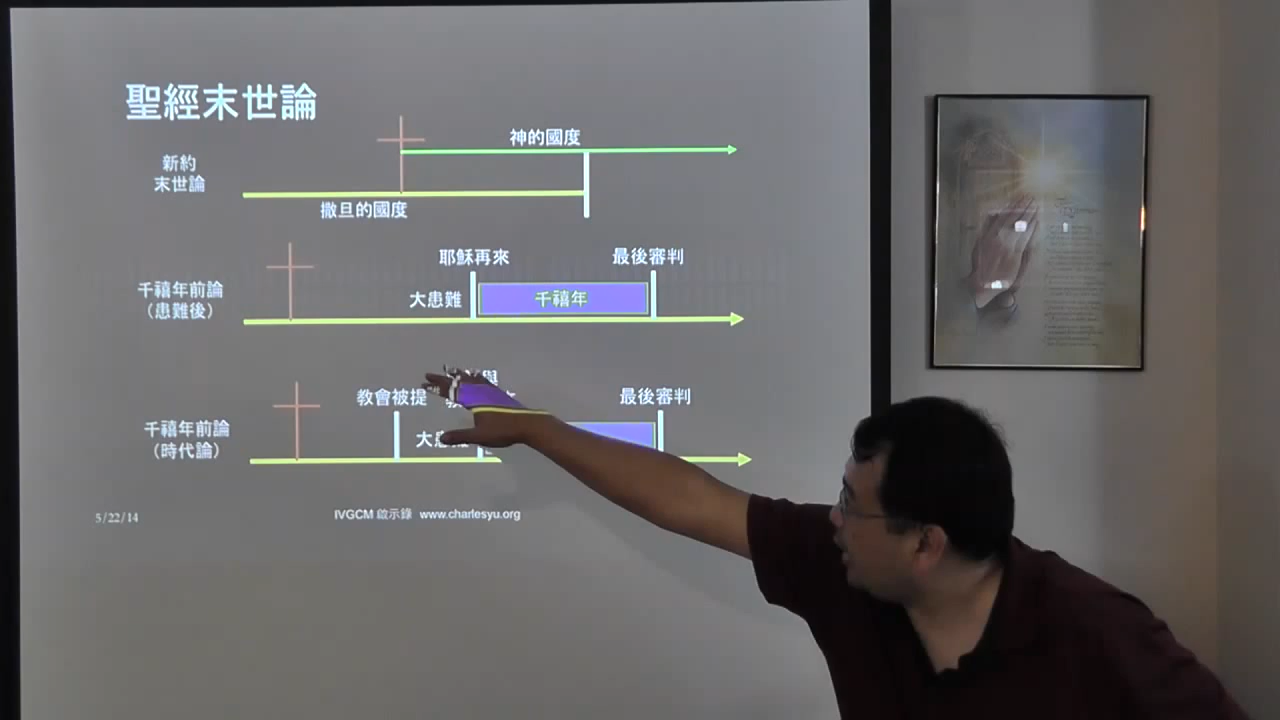 聖經末世論
神的國度
新約
末世論
撒旦的國度
耶穌再來
最後審判
千禧年前論
（患難後）
大患難
千禧年
與
教會被提
最後審判
千禧年前論
（時代論）
大患
5/22/14
IVGCM 啟示錄 www.charlesyu.org